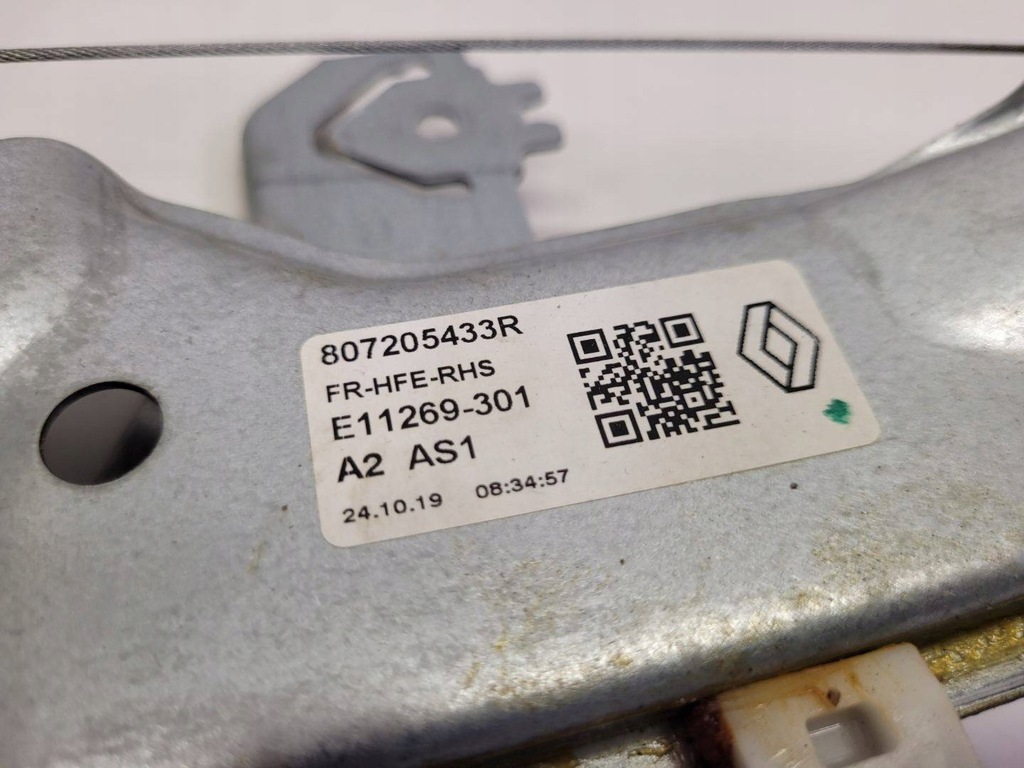 807205433R
FR-HFE-RHS
E11269-301
A2 AS1
24.10.19 08:34:57